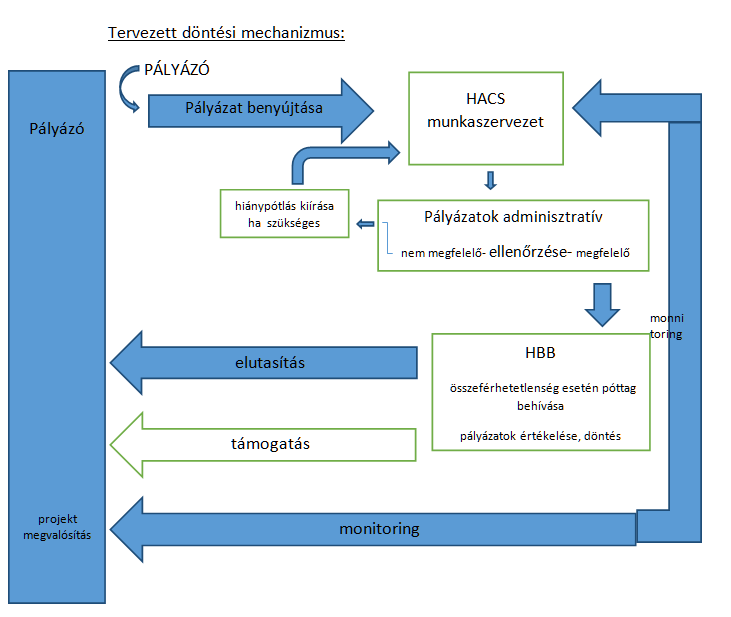 Tervezett döntési mechanizmus:
PÁLYÁZÓ
Pályázó
Pályázat benyújtása
HACS
munkaszervezet
hiánypótlás kiírása
ha szükséges
Pályázatok adminisztratív
nem megfelelő- ellenőrzése- megfelelő
monni
toring
HBB
összeférhetetlenség esetén póttag
behívása
pályázatok értékelése, döntés
elutasítás
támogatás
projekt
megvalósítás
monitoring